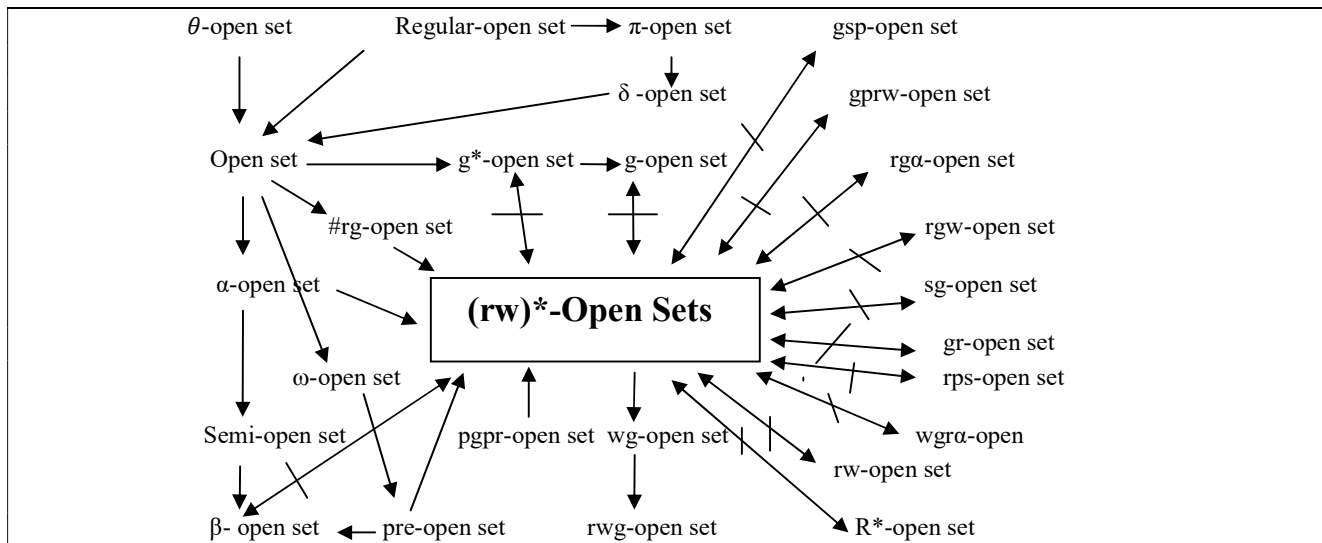 θ-open set Regular-open set π-open set gsp-open set
δ -open set gprw-open set
Open set g*-open set g-open set rgα-open set
#rg-open set rgw-open set
α-open set sg-open set
(rw)*-Open Sets
gr-open set
ω-open set rps-open set
Semi-open set pgpr-open set wg-open set wgrα-open
rw-open set
β- open set pre-open set rwg-open set R*-open set